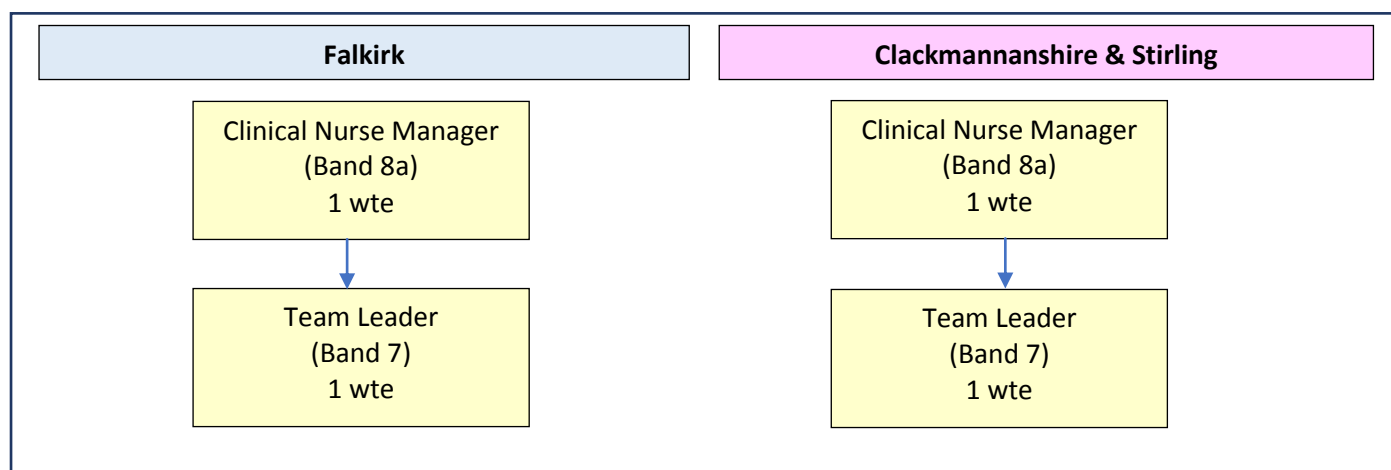 Falkirk
Clackmannanshire & Stirling
Clinical Nurse Manager
(Band 8a)
1 wte
Clinical Nurse Manager
(Band 8a)
1 wte
Team Leader
(Band 7)
1 wte
Team Leader
(Band 7)
1 wte